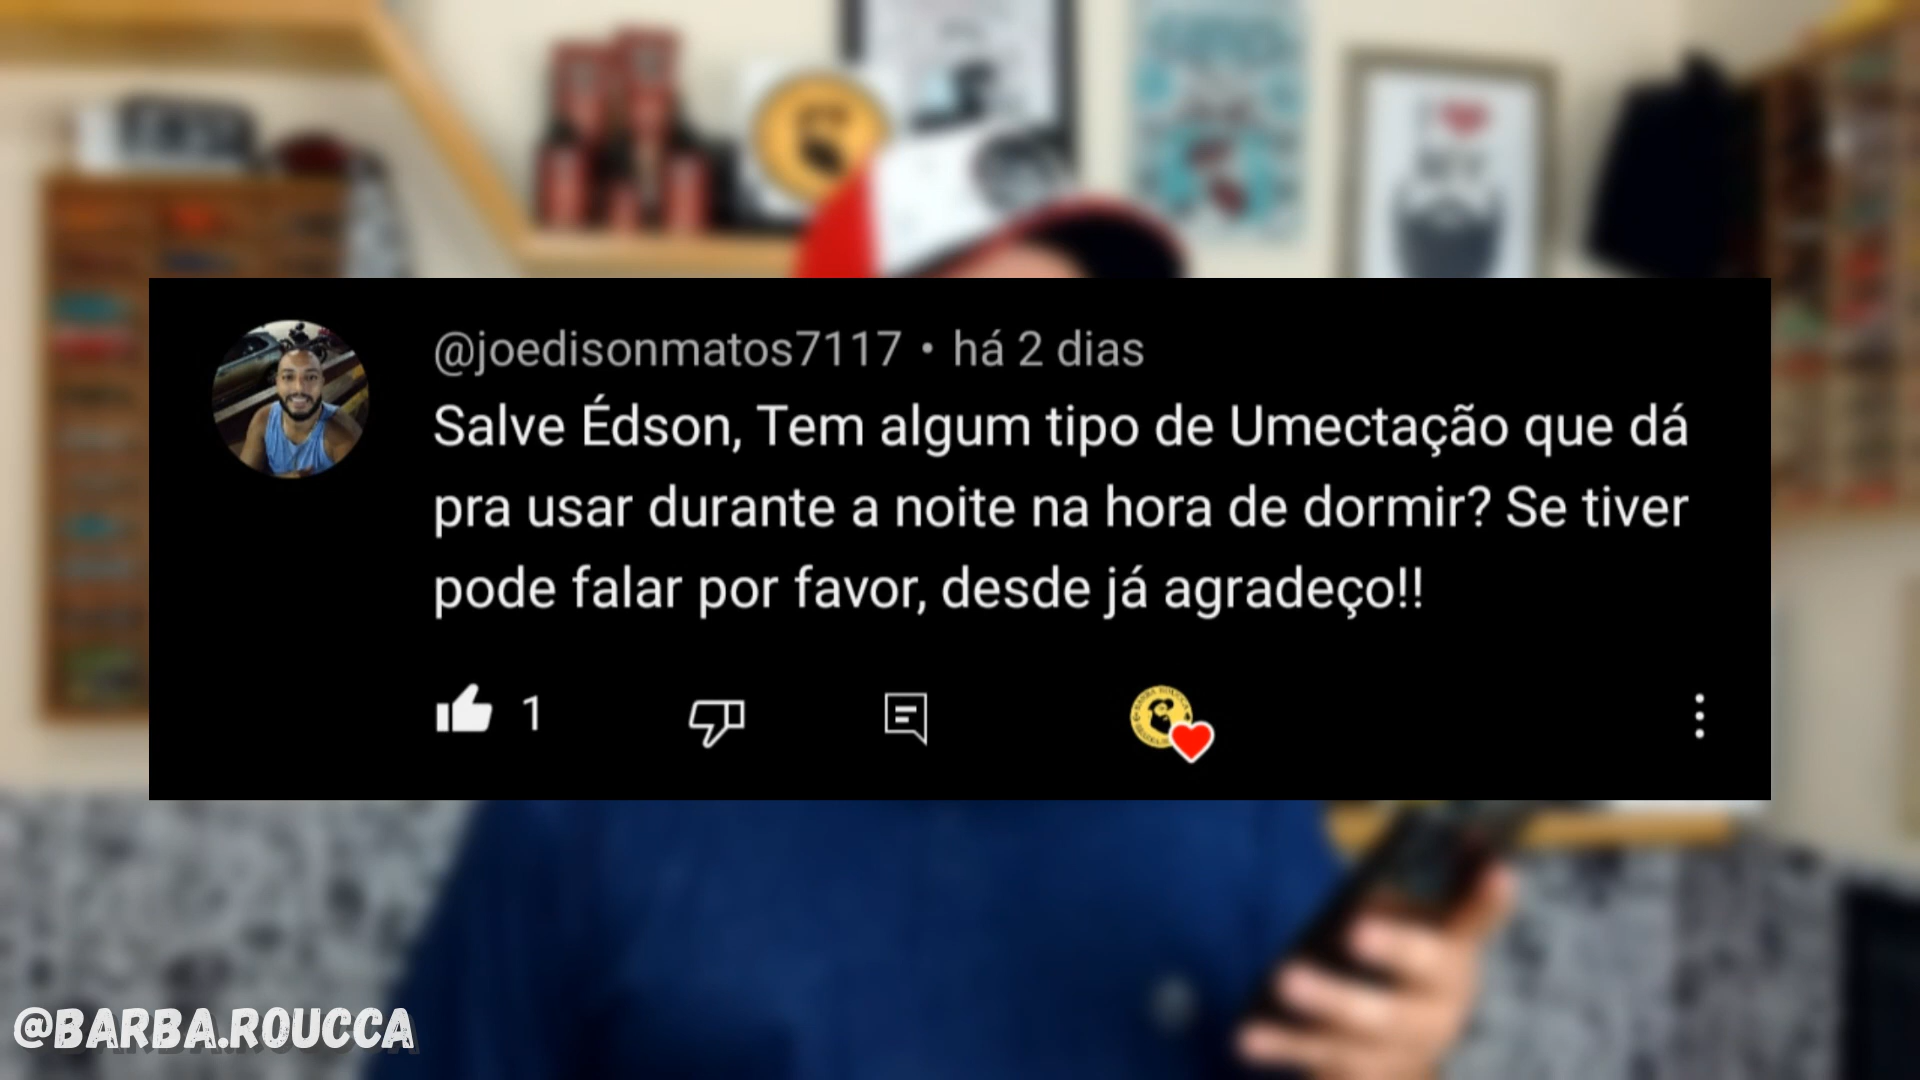 @joedisonmatos7117 • há 2 dias
Salve Édson, Tem algum tipo de Umectação que dá
pra usar durante a noite na hora de dormir? Se tiver
pode falar por favor, desde já agradeço!!
1
@BARBA.ROUCCA